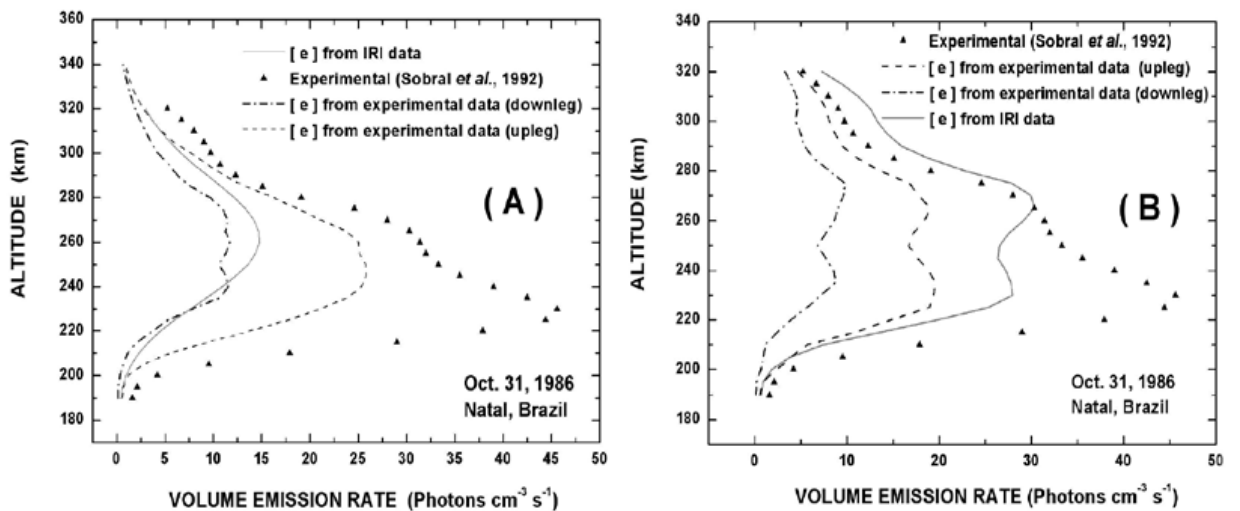 360
340
320
300
280
260
240
220
200
180
ALTITUDE (km)
[ e ] from IRI data
Experimental (Sobral et al., 1992)
[ e ] from experimental data (downleg)
[ e ] from experimental data (upleg)
( A )
Oct. 31, 1986
Natal, Brazil
0 5 10 15 20 25 30 35 40 45 50
VOLUME EMISSION RATE (Photons cm⁻³ s⁻¹)
340
320
300
280
260
240
220
200
180
ALTITUDE (km)
Experimental (Sobral et al., 1992)
[ e ] from experimental data (upleg)
[ e ] from experimental data (downleg)
[ e ] from IRI data
( B )
Oct. 31, 1986
Natal, Brazil
0 10 20 30 40 50
VOLUME EMISSION RATE (Photons cm⁻³ s⁻¹)